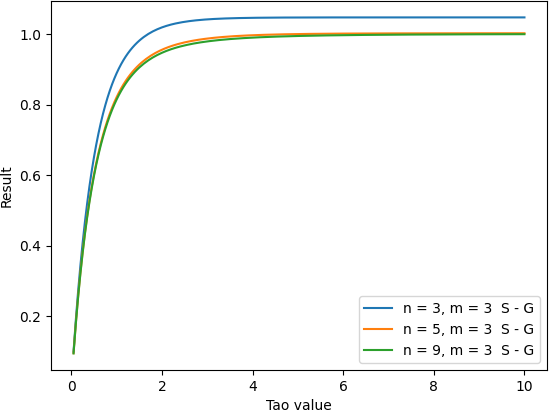 1.0
0.8
0.6
0.4
0.2
Result
0 2 4 6 8 10
Tao value
n = 3, m = 3 S - G
n = 5, m = 3 S - G
n = 9, m = 3 S - G